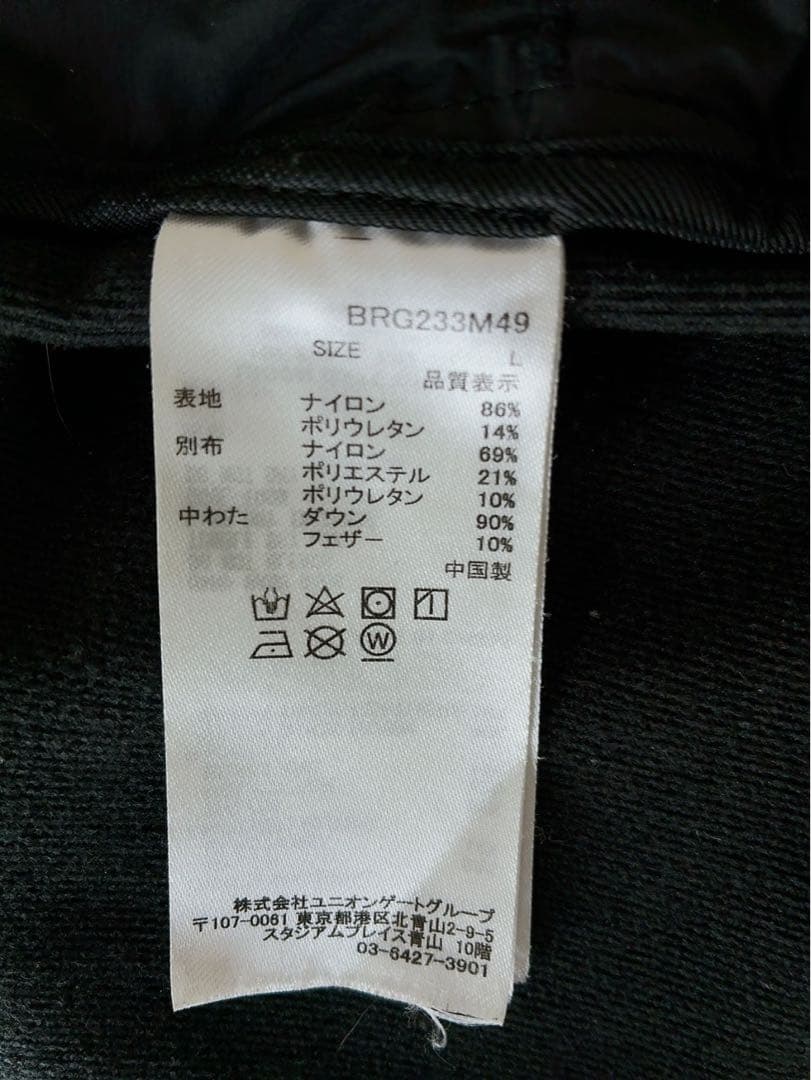 BRG233M49
SIZE L
品質表示
表地 ナイロン 86%
ポリウレタン 14%
別布 ナイロン 69%
ポリエステル 21%
ポリウレタン 10%
中わた ダウン 90%
フェザー 10%
中国製
W
株式会社ユニオンゲートグループ
〒107-0061 東京都港区北青山2-9-5
スタジアムプレイス青山 10階
03-6427-3901